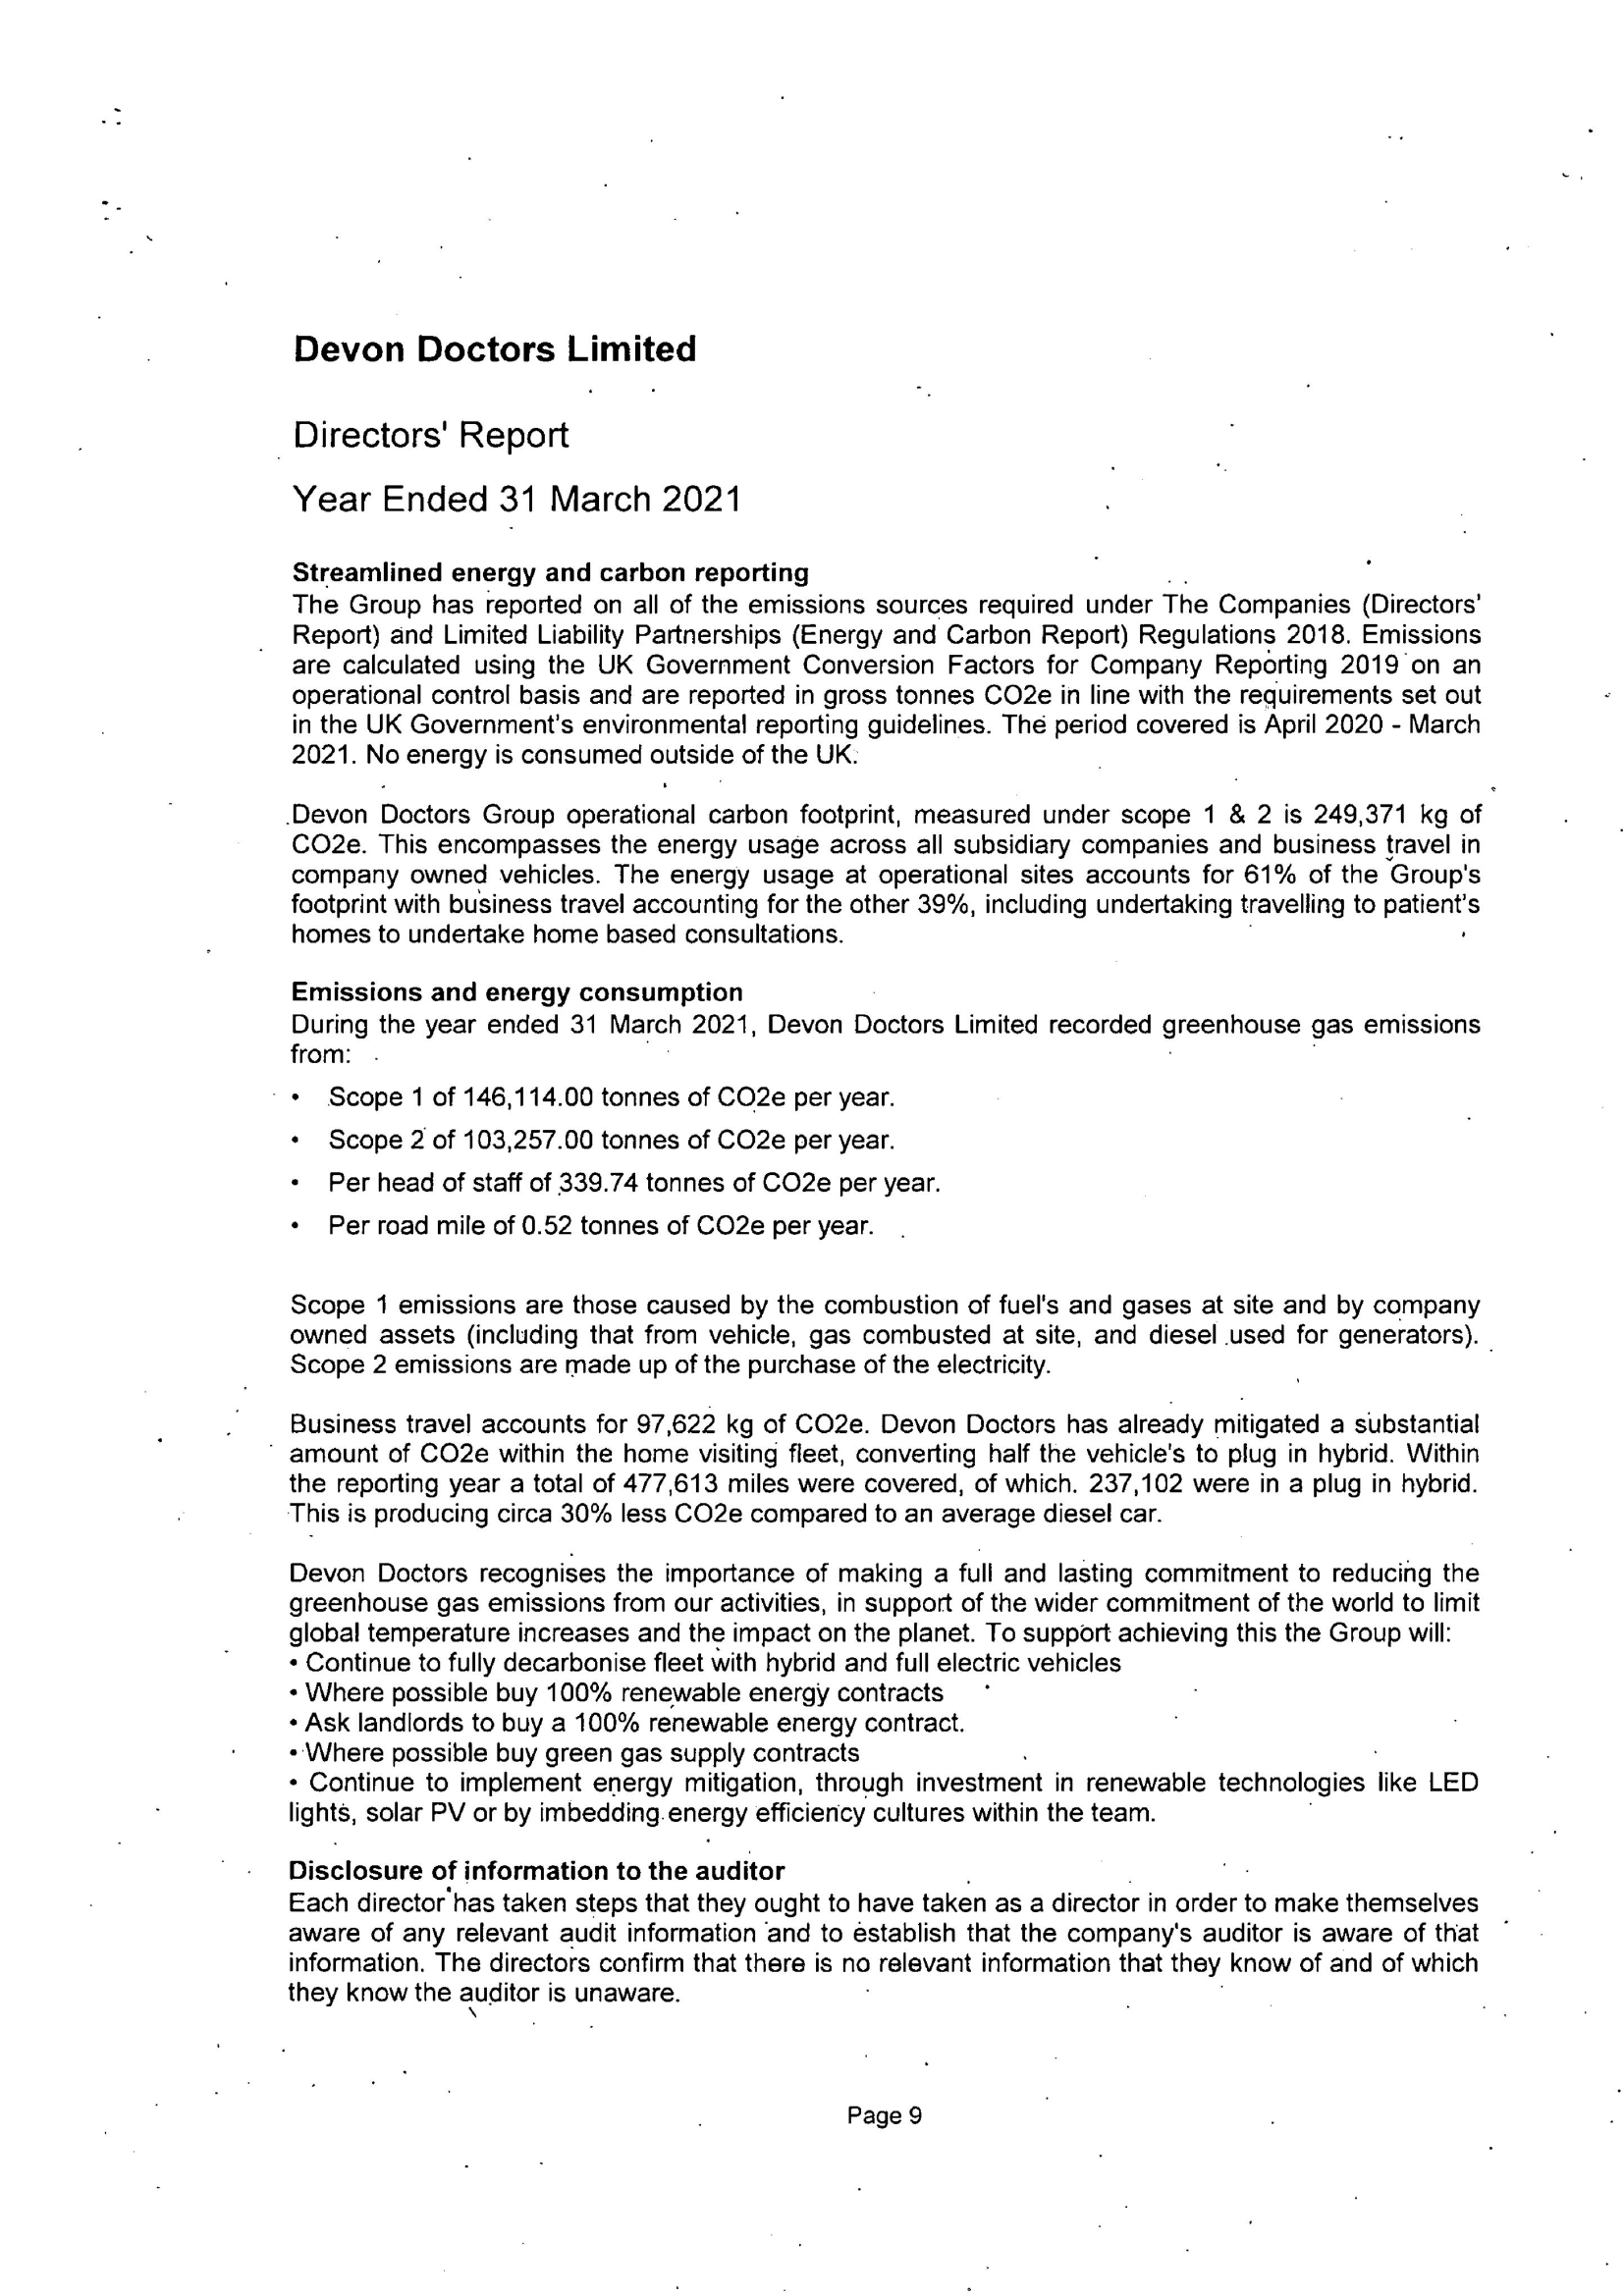 Devon Doctors Limited
Directors' Report
Year Ended 31 March 2021
Streamlined energy and carbon reporting
The Group has reported on all of the emissions sources required under The Companies (Directors'
Report) and Limited Liability Partnerships (Energy and Carbon Report) Regulations 2018. Emissions
are calculated using the UK Government Conversion Factors for Company Reporting 2019 on an
operational control basis and are reported in gross tonnes CO2e in line with the requirements set out
in the UK Government's environmental reporting guidelines. The period covered is April 2020 - March
2021. No energy is consumed outside of the UK.
Devon Doctors Group operational carbon footprint, measured under scope 1 & 2 is 249,371 kg of
CO2e. This encompasses the energy usage across all subsidiary companies and business travel in
company owned vehicles. The energy usage at operational sites accounts for 61% of the Group's
footprint with business travel accounting for the other 39%, including undertaking travelling to patient's
homes to undertake home based consultations.
Emissions and energy consumption
During the year ended 31 March 2021, Devon Doctors Limited recorded greenhouse gas emissions
from:
• Scope 1 of 146,114.00 tonnes of CO2e per year.
• Scope 2 of 103,257.00 tonnes of CO2e per year.
• Per head of staff of 339.74 tonnes of CO2e per year.
• Per road mile of 0.52 tonnes of CO2e per year.
Scope 1 emissions are those caused by the combustion of fuel's and gases at site and by company
owned assets (including that from vehicle, gas combusted at site, and diesel used for generators).
Scope 2 emissions are made up of the purchase of the electricity.
Business travel accounts for 97,622 kg of CO2e. Devon Doctors has already mitigated a substantial
amount of CO2e within the home visiting fleet, converting half the vehicle's to plug in hybrid. Within
the reporting year a total of 477,613 miles were covered, of which. 237,102 were in a plug in hybrid.
This is producing circa 30% less CO2e compared to an average diesel car.
Devon Doctors recognises the importance of making a full and lasting commitment to reducing the
greenhouse gas emissions from our activities, in support of the wider commitment of the world to limit
global temperature increases and the impact on the planet. To support achieving this the Group will:
• Continue to fully decarbonise fleet with hybrid and full electric vehicles
• Where possible buy 100% renewable energy contracts
• Ask landlords to buy a 100% renewable energy contract.
• Where possible buy green gas supply contracts
• Continue to implement energy mitigation, through investment in renewable technologies like LED
lights, solar PV or by imbedding energy efficiency cultures within the team.
Disclosure of information to the auditor
Each director has taken steps that they ought to have taken as a director in order to make themselves
aware of any relevant audit information and to establish that the company's auditor is aware of that
information. The directors confirm that there is no relevant information that they know of and of which
they know the auditor is unaware.
Page 9